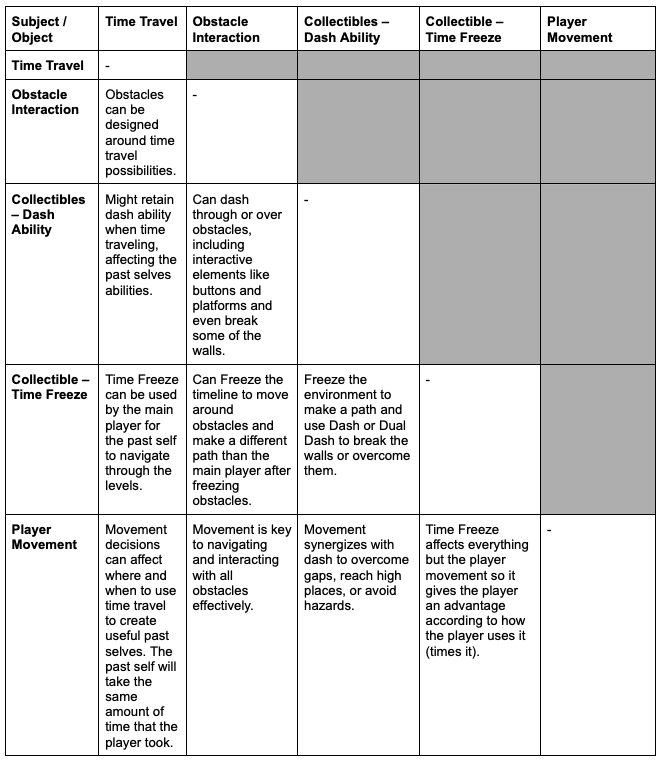 Subject / Object
Time Travel
Obstacle Interaction
Collectibles – Dash Ability
Collectible – Time Freeze
Player Movement
Time Travel
-
Obstacle
Interaction
Obstacles
can be
designed
around time
travel
possibilities.
-
Collectibles
– Dash
Ability
Might retain
dash ability
when time
traveling,
affecting the
past selves
abilities.
Can dash
through or over
obstacles,
including
interactive
elements like
buttons and
platforms and
even break
some of the
walls.
-
Collectible –
Time Freeze
Time Freeze
can be used
by the main
player for
the past self
to navigate
through the
levels.
Can Freeze the
timeline to move
around
obstacles and
make a different
path than the
main player after
freezing
obstacles.
Freeze the
environment to
make a path and
use Dash or Dual
Dash to break the
walls or overcome
them.
-
Player
Movement
Movement
decisions
can affect
where and
when to use
time travel
to create
useful past
selves. The
past self will
take the
same
amount of
time that the
player took.
Movement is key
to navigating
and interacting
with all
obstacles
effectively.
Movement
synergizes with
dash to overcome
gaps, reach high
places, or avoid
hazards.
Time Freeze
affects everything
but the player
movement so it
gives the player
an advantage
according to how
the player uses it
(times it).
-